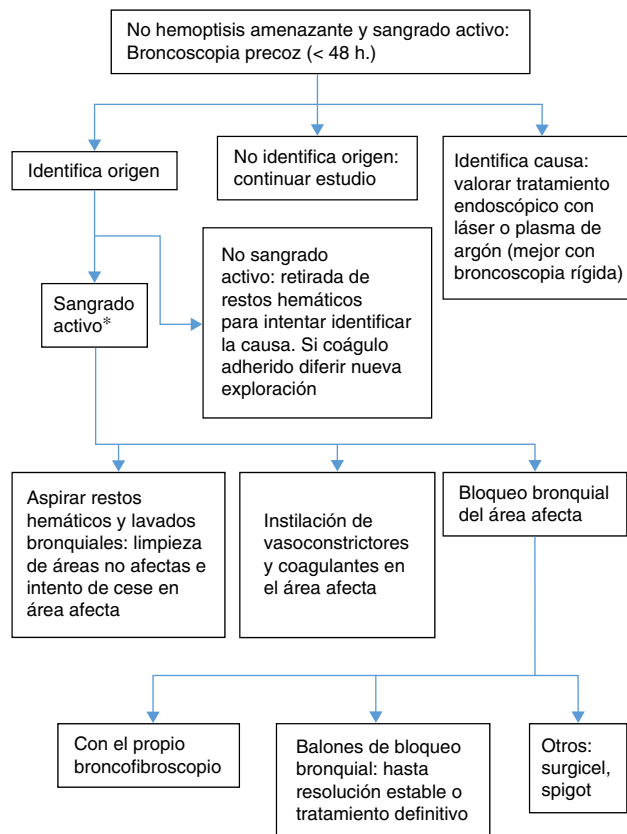 No hemoptisis amenazante y sangrado activo:
Broncoscopia precoz (< 48 h.)
Identifica origen
No identifica origen:
continuar estudio
Identifica causa:
valorar tratamiento
endoscópico con
láser o plasma de
argón (mejor con
broncoscopia rígida)
Sangrado
activo*
No sangrado
activo: retirada de
restos hemáticos
para intentar identificar
la causa. Si coágulo
adherido diferir nueva
exploración
Aspirar restos
hemáticos y lavados
bronquiales: limpieza
de áreas no afectas e
intento de cese en
área afecta
Instilación de
vasoconstrictores
y coagulantes en
el área afecta
Bloqueo bronquial
del área afecta
Con el propio
broncofibroscopio
Balones de bloqueo
bronquial: hasta
resolución estable o
tratamiento definitivo
Otros:
surgicel,
spigot